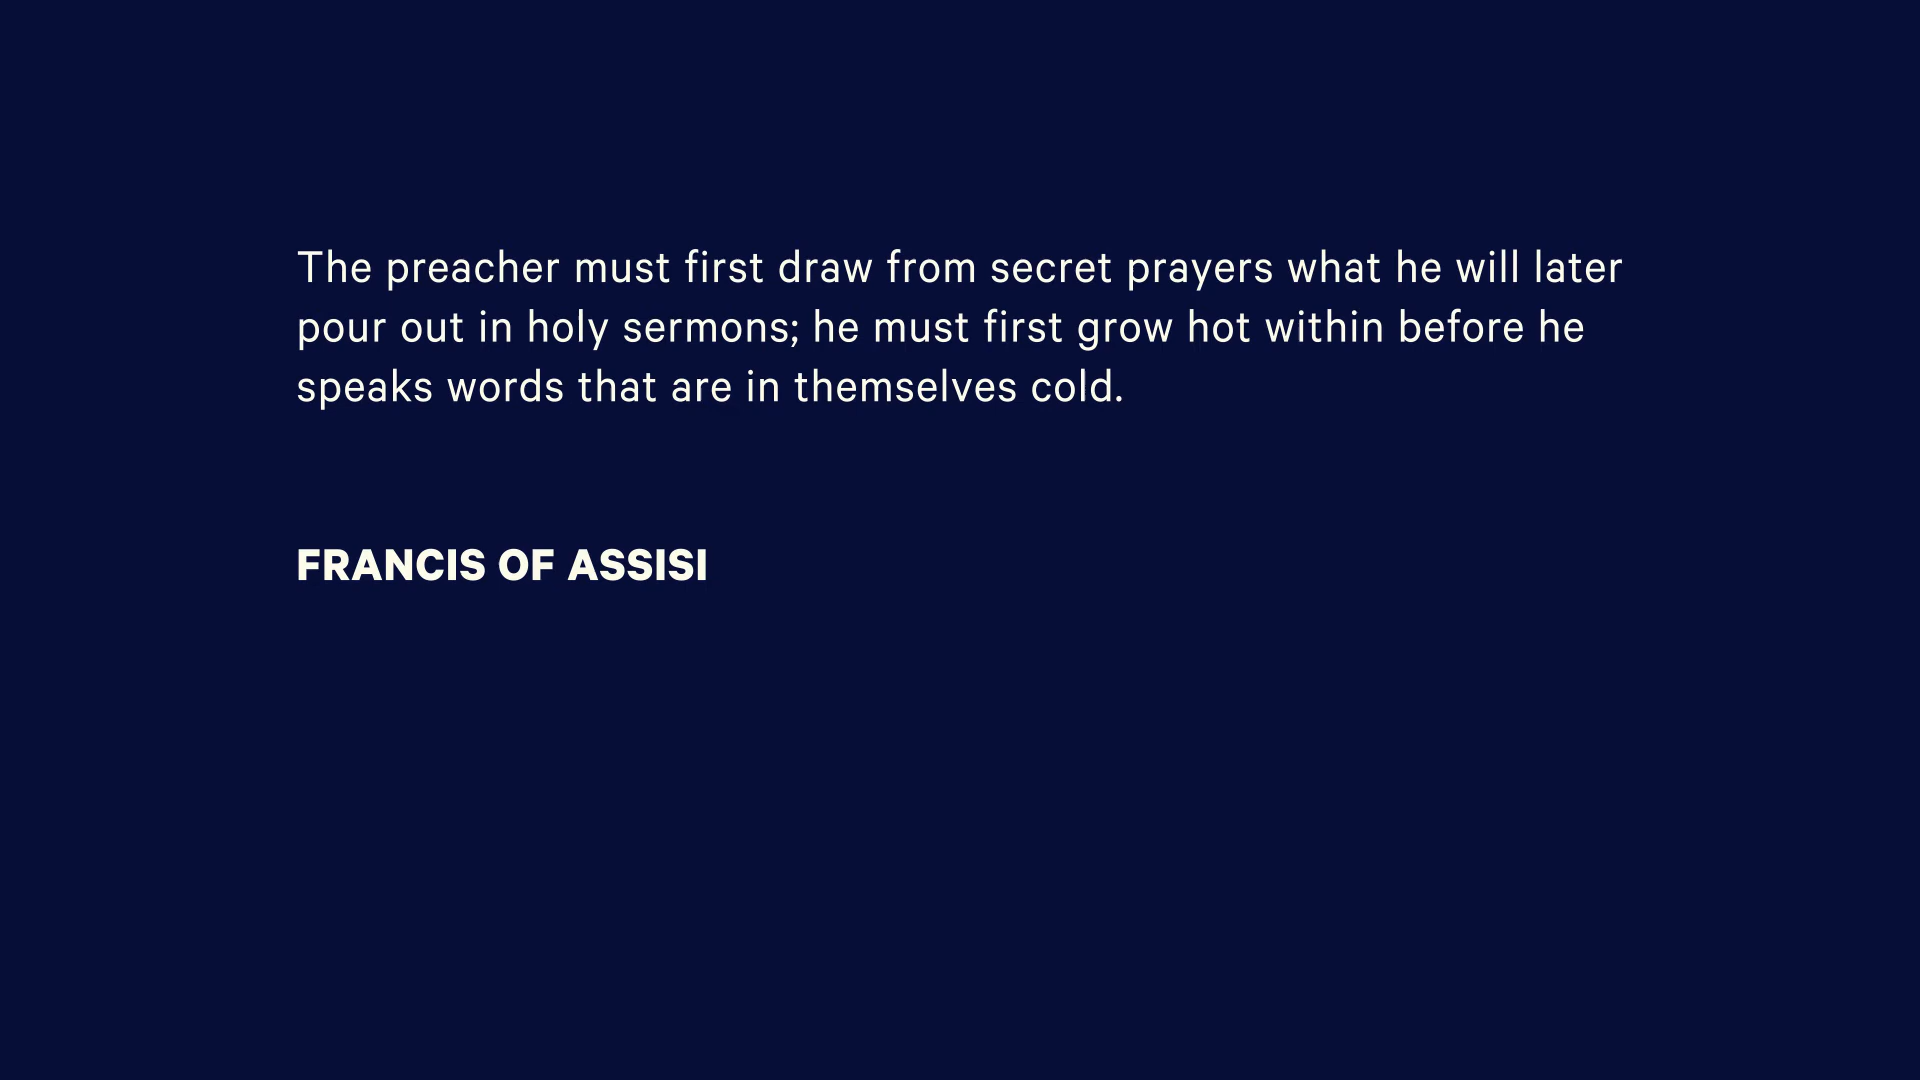 The preacher must first draw from secret prayers what he will later
pour out in holy sermons; he must first grow hot within before he
speaks words that are in themselves cold.
FRANCIS OF ASSISI